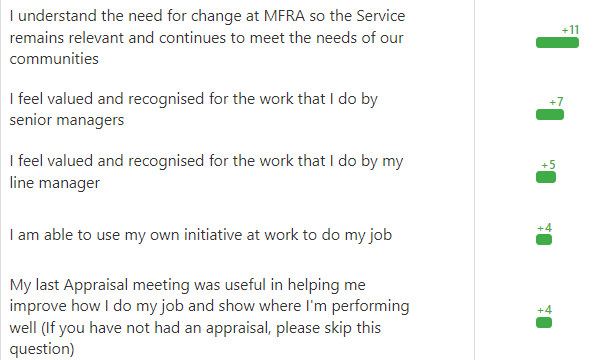 I understand the need for change at MFRA so the Service
remains relevant and continues to meet the needs of our
communities
+11
I feel valued and recognised for the work that I do by
senior managers
+7
I feel valued and recognised for the work that I do by my
line manager
+5
I am able to use my own initiative at work to do my job
+4
My last Appraisal meeting was useful in helping me
improve how I do my job and show where I'm performing
well (If you have not had an appraisal, please skip this
question)
+4